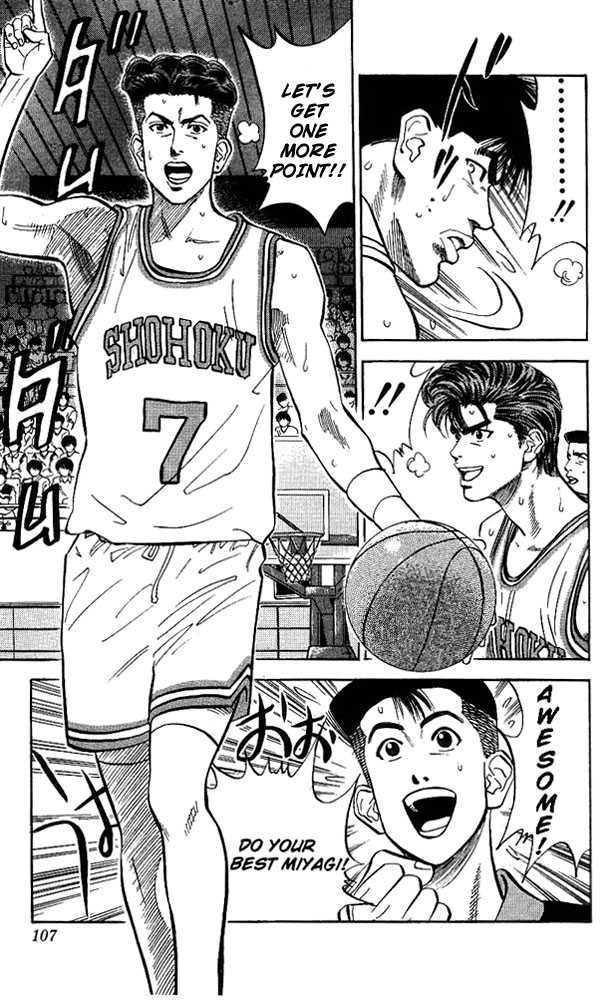 .........!!
LET'S
GET
ONE
MORE
POINT!!
ダム
ダム
SHOHOKU
7
!!
SHOHOKU
AWESOME!
おお
DO YOUR
BEST MIYAGI!
107